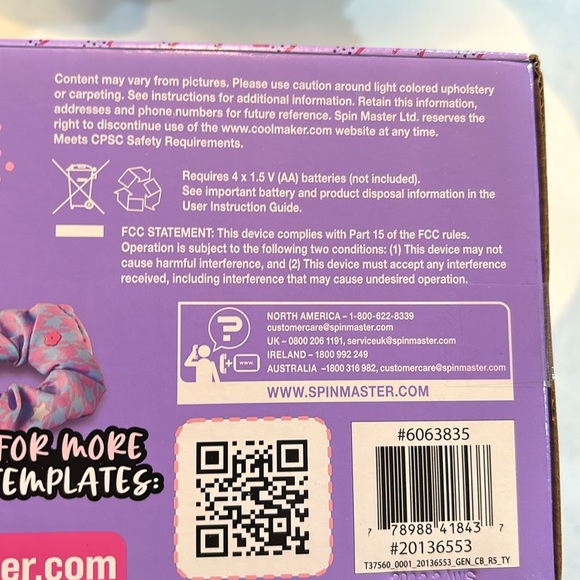 Content may vary from pictures. Please use caution around light colored upholstery
or carpeting. See instructions for additional information. Retain this information,
addresses and phone numbers for future reference. Spin Master Ltd. reserves the
right to discontinue use of the www.coolmaker.com website at any time.
Meets CPSC Safety Requirements.
Requires 4 x 1.5 V (AA) batteries (not included).
See important battery and product disposal information in the
User Instruction Guide.
FCC STATEMENT: This device complies with Part 15 of the FCC rules.
Operation is subject to the following two conditions: (1) This device may not
cause harmful interference, and (2) This device must accept any interference
received, including interference that may cause undesired operation.
?
+
www.
NORTH AMERICA – 1-800-622-8339
customercare@spinmaster.com
UK – 0800 206 1191, serviceuk@spinmaster.com
IRELAND – 1800 992 249
AUSTRALIA –1800 316 982, customercare@spinmaster.com
WWW.SPINMASTER.COM
FOR MORE
TEMPLATES:
er.com
#6063835
7 78988 41843 7
#20136553
T37560_0001_20136553_GEN_CB_R5_TY